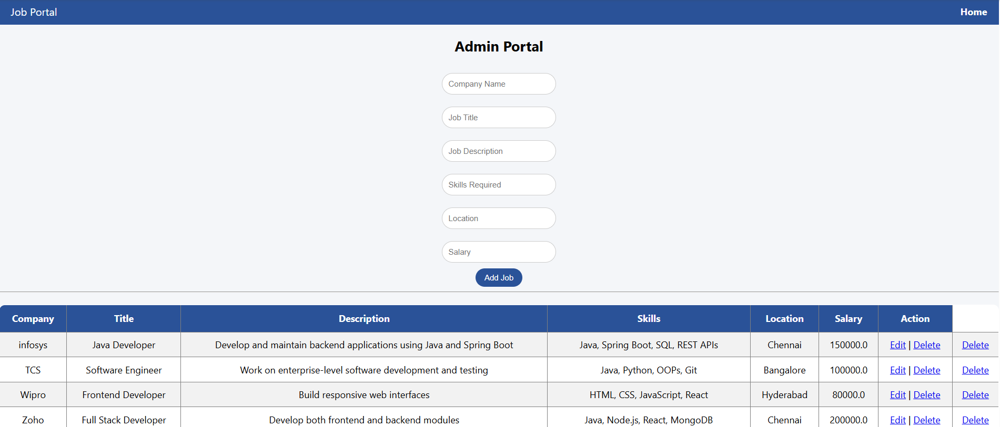 Job Portal Home
Admin Portal
Company Name
Job Title
Job Description
Skills Required
Location
Salary
Add Job
Company Title Description Skills Location Salary Action
infosys Java Developer Develop and maintain backend applications using Java and Spring Boot Java, Spring Boot, SQL, REST APIs Chennai 150000.0 Edit | Delete Delete
TCS Software Engineer Work on enterprise-level software development and testing Java, Python, OOPs, Git Bangalore 100000.0 Edit | Delete Delete
Wipro Frontend Developer Build responsive web interfaces HTML, CSS, JavaScript, React Hyderabad 80000.0 Edit | Delete Delete
Zoho Full Stack Developer Develop both frontend and backend modules Java, Node.js, React, MongoDB Chennai 200000.0 Edit | Delete Delete